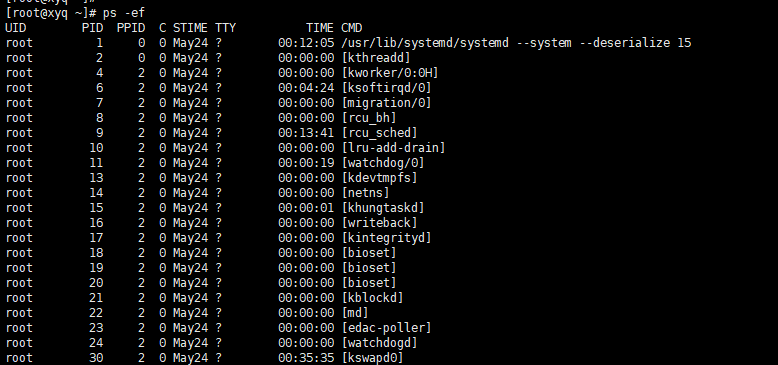 [root@xyq ~]#
[root@xyq ~]# ps -ef
UID        PID  PPID  C STIME TTY          TIME CMD
root         1     0  0 May24 ?        00:12:05 /usr/lib/systemd/systemd --system --deserialize 15
root         2     0  0 May24 ?        00:00:00 [kthreadd]
root         4     2  0 May24 ?        00:00:00 [kworker/0:0H]
root         6     2  0 May24 ?        00:04:24 [ksoftirqd/0]
root         7     2  0 May24 ?        00:00:00 [migration/0]
root         8     2  0 May24 ?        00:00:00 [rcu_bh]
root         9     2  0 May24 ?        00:13:41 [rcu_sched]
root        10     2  0 May24 ?        00:00:00 [lru-add-drain]
root        11     2  0 May24 ?        00:00:19 [watchdog/0]
root        13     2  0 May24 ?        00:00:00 [kdevtmpfs]
root        14     2  0 May24 ?        00:00:00 [netns]
root        15     2  0 May24 ?        00:00:01 [khungtaskd]
root        16     2  0 May24 ?        00:00:00 [writeback]
root        17     2  0 May24 ?        00:00:00 [kintegrityd]
root        18     2  0 May24 ?        00:00:00 [bioset]
root        19     2  0 May24 ?        00:00:00 [bioset]
root        20     2  0 May24 ?        00:00:00 [bioset]
root        21     2  0 May24 ?        00:00:00 [kblockd]
root        22     2  0 May24 ?        00:00:00 [md]
root        23     2  0 May24 ?        00:00:00 [edac-poller]
root        24     2  0 May24 ?        00:00:00 [watchdogd]
root        30     2  0 May24 ?        00:35:35 [kswapd0]